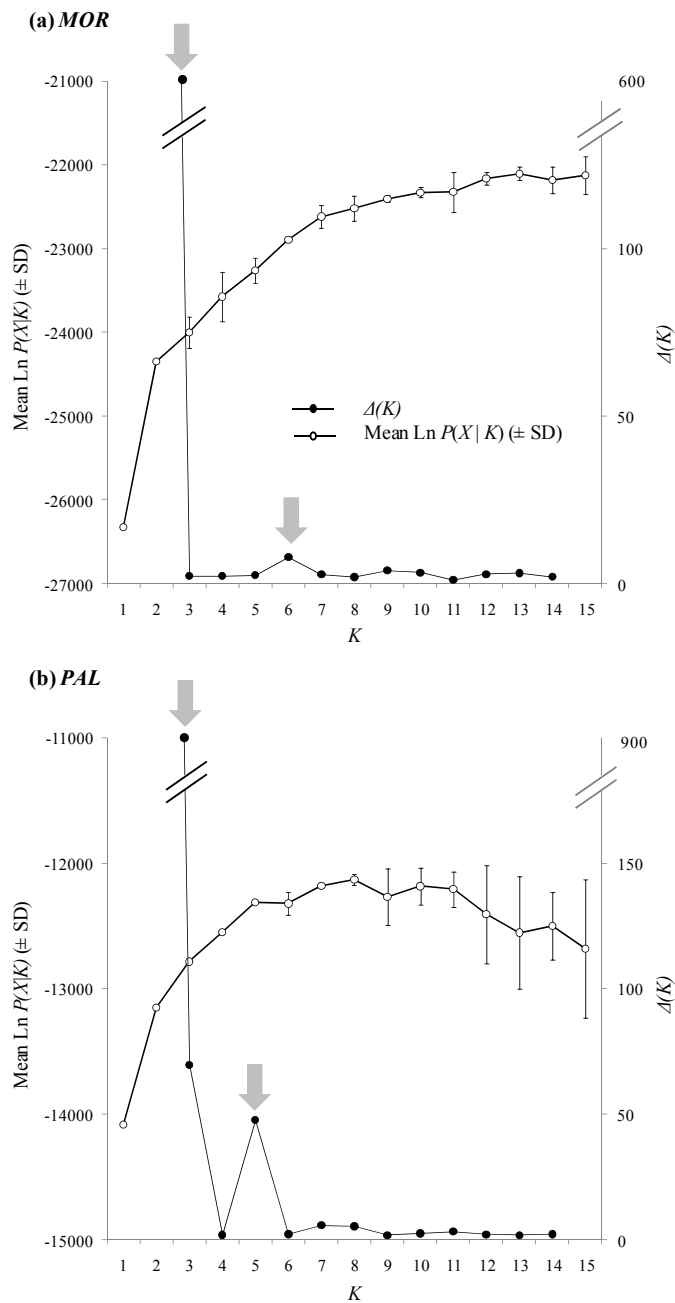 (a) MOR
-21000
-22000
-23000
-24000
-25000
-26000
-27000
Mean Ln P(X|K) (± SD)
600
100
50
0
Δ(K)
Δ(K)
Mean Ln P(X | K) (± SD)
1 2 3 4 5 6 7 8 9 10 11 12 13 14 15
K
(b) PAL
-11000
-12000
-13000
-14000
-15000
Mean Ln P(X|K) (± SD)
900
150
100
50
0
Δ(K)
1 2 3 4 5 6 7 8 9 10 11 12 13 14 15
K